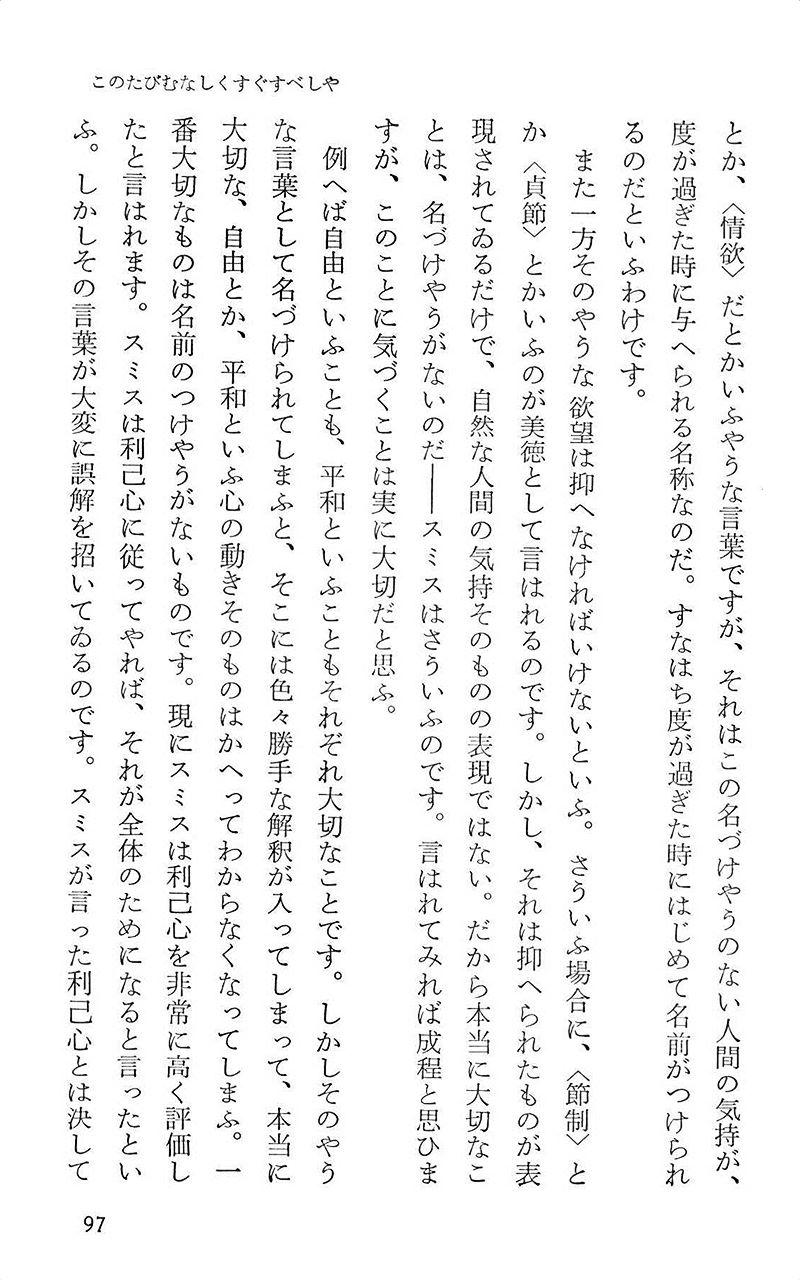 このたびむなしくすぐすべしや
とか、〈情欲〉だとかいふやうな言葉ですが、それはこの名づけやうのない人間の気持が、
度が過ぎた時に与へられる名称なのだ。すなはち度が過ぎた時にはじめて名前がつけられ
るのだといふわけです。
また一方そのやうな欲望は抑へなければいけないといふ。さういふ場合に、〈節制〉と
か〈貞節〉とかいふのが美徳として言はれるのです。しかし、それは抑へられたものが表
現されてゐるだけで、自然な人間の気持そのものの表現ではない。だから本当に大切なこ
とは、名づけやうがないのだ――スミスはさういふのです。言はれてみれば成程と思ひま
すが、このことに気づくことは実に大切だと思ふ。
例へば自由といふことも、平和といふこともそれぞれ大切なことです。しかしそのやう
な言葉として名づけられてしまふと、そこには色々勝手な解釈が入ってしまって、本当に
大切な、自由とか、平和といふ心の動きそのものはかへってわからなくなってしまふ。一
番大切なものは名前のつけやうがないものです。現にスミスは利己心を非常に高く評価し
たと言はれます。スミスは利己心に従ってやれば、それが全体のためになると言ったとい
ふ。しかしその言葉が大変に誤解を招いてゐるのです。スミスが言った利己心とは決して
97